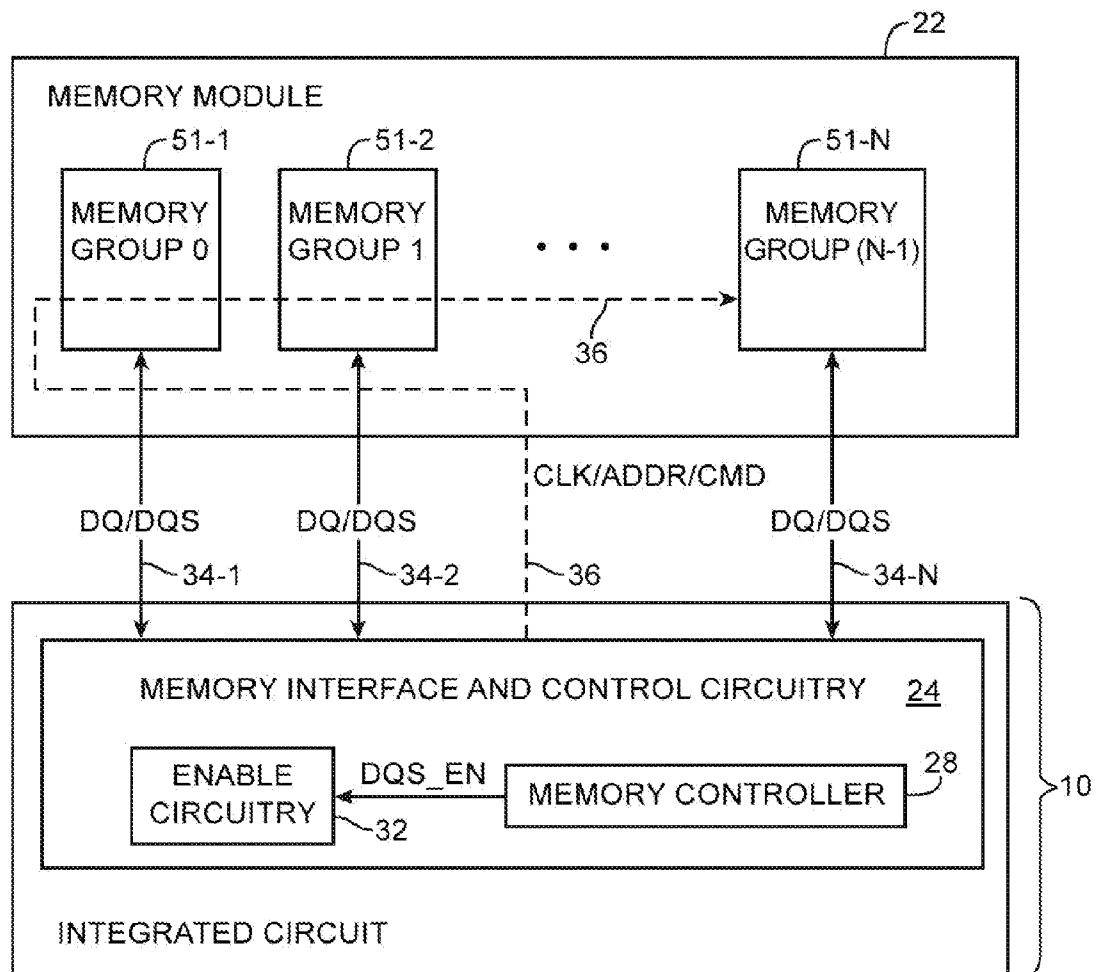 22
MEMORY MODULE
51-1
51-2
51-N
MEMORY
GROUP 0
MEMORY
GROUP 1
MEMORY
GROUP (N-1)
36
CLK/ADDR/CMD
DQ/DQS
DQ/DQS
DQ/DQS
34-1
34-2
36
34-N
MEMORY INTERFACE AND CONTROL CIRCUITRY 24
ENABLE
CIRCUITRY
DQS_EN
MEMORY CONTROLLER
28
32
10
INTEGRATED CIRCUIT